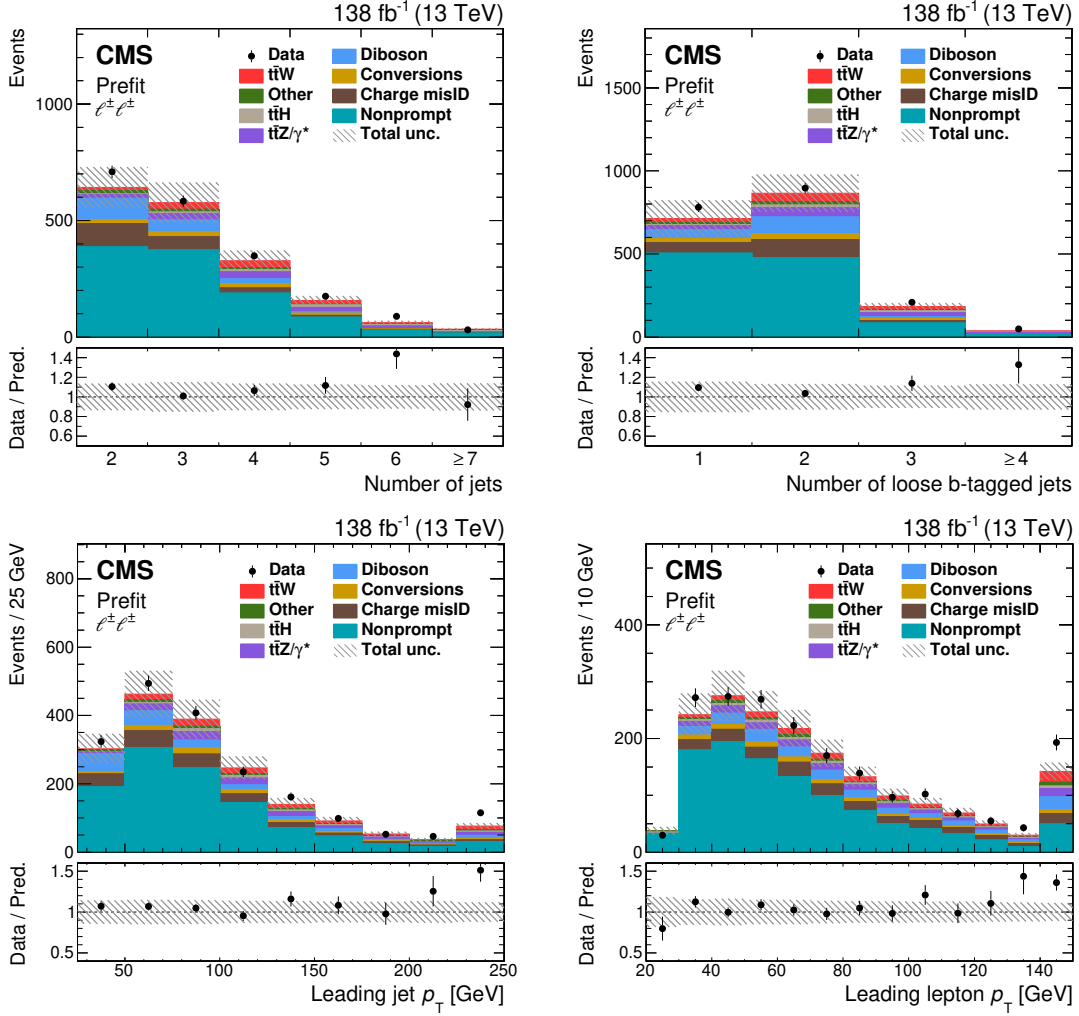 138 fb⁻¹ (13 TeV)
Events
CMS
Prefit
ℓ±ℓ±
Data
tt̄W
Other
tt̄H
tt̄Z/γ*
Diboson
Conversions
Charge misID
Nonprompt
Total unc.
1000
500
0
Data / Pred.
1.4
1.2
1
0.8
0.6
2 3 4 5 6 ≥7
Number of jets
138 fb⁻¹ (13 TeV)
Events
CMS
Prefit
ℓ±ℓ±
Data
tt̄W
Other
tt̄H
tt̄Z/γ*
Diboson
Conversions
Charge misID
Nonprompt
Total unc.
1500
1000
500
0
Data / Pred.
1.4
1.2
1
0.8
0.6
1 2 3 ≥4
Number of loose b-tagged jets
138 fb⁻¹ (13 TeV)
Events / 25 GeV
CMS
Prefit
ℓ±ℓ±
Data
tt̄W
Other
tt̄H
tt̄Z/γ*
Diboson
Conversions
Charge misID
Nonprompt
Total unc.
800
600
400
200
0
Data / Pred.
1.5
1
0.5
50 100 150 200 250
Leading jet pT [GeV]
138 fb⁻¹ (13 TeV)
Events / 10 GeV
CMS
Prefit
ℓ±ℓ±
Data
tt̄W
Other
tt̄H
tt̄Z/γ*
Diboson
Conversions
Charge misID
Nonprompt
Total unc.
400
200
0
Data / Pred.
1.5
1
0.5
20 40 60 80 100 120 140
Leading lepton pT [GeV]